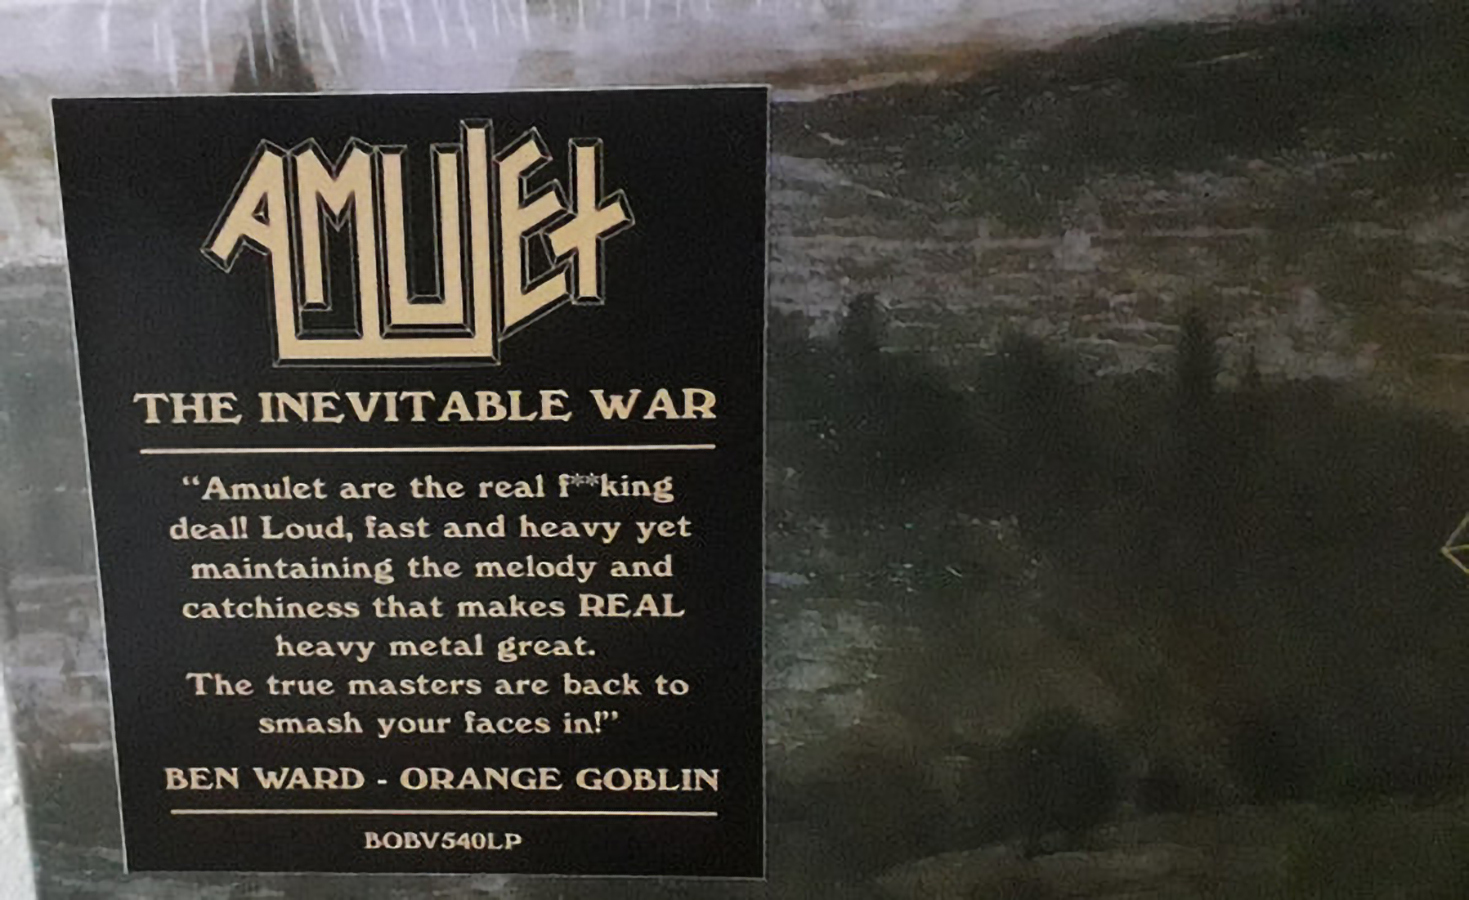 AMULET
THE INEVITABLE WAR
“Amulet are the real f**king
deal! Loud, fast and heavy yet
maintaining the melody and
catchiness that makes REAL
heavy metal great.
The true masters are back to
smash your faces in!”
BEN WARD - ORANGE GOBLIN
BOBV540LP